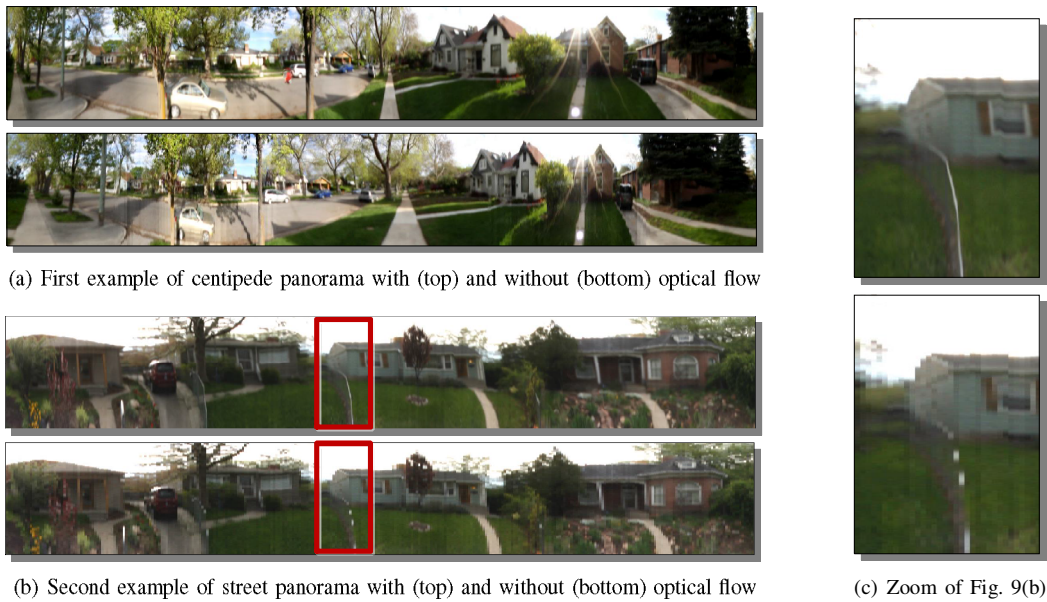 (a) First example of centipede panorama with (top) and without (bottom) optical flow
(b) Second example of street panorama with (top) and without (bottom) optical flow
(c) Zoom of Fig. 9(b)